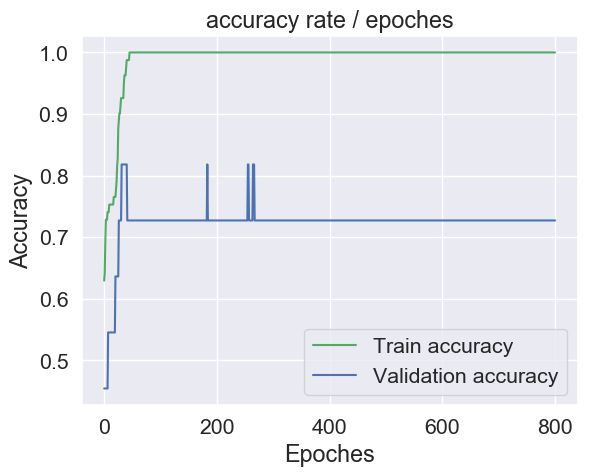 accuracy rate / epoches
1.0
0.9
0.8
0.7
0.6
0.5
Accuracy
Train accuracy
Validation accuracy
0
200
400
600
800
Epoches